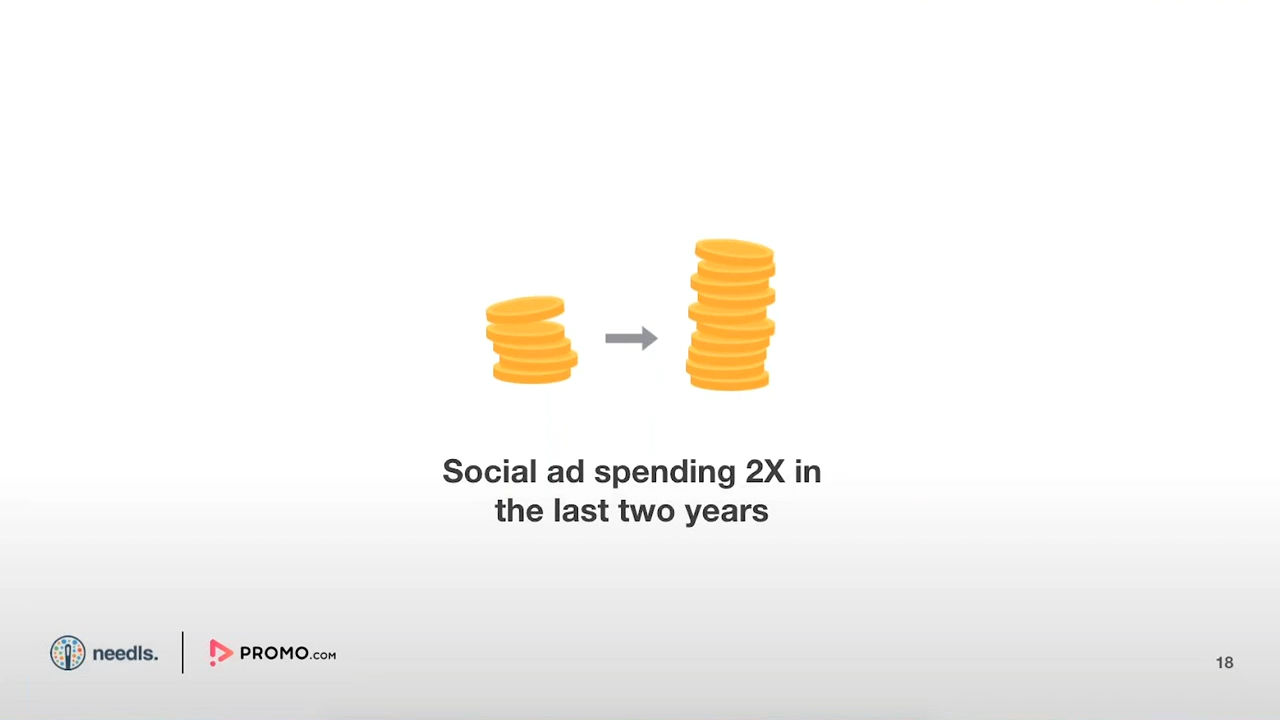 Social ad spending 2X in
the last two years
needls.
PROMO.COM
18